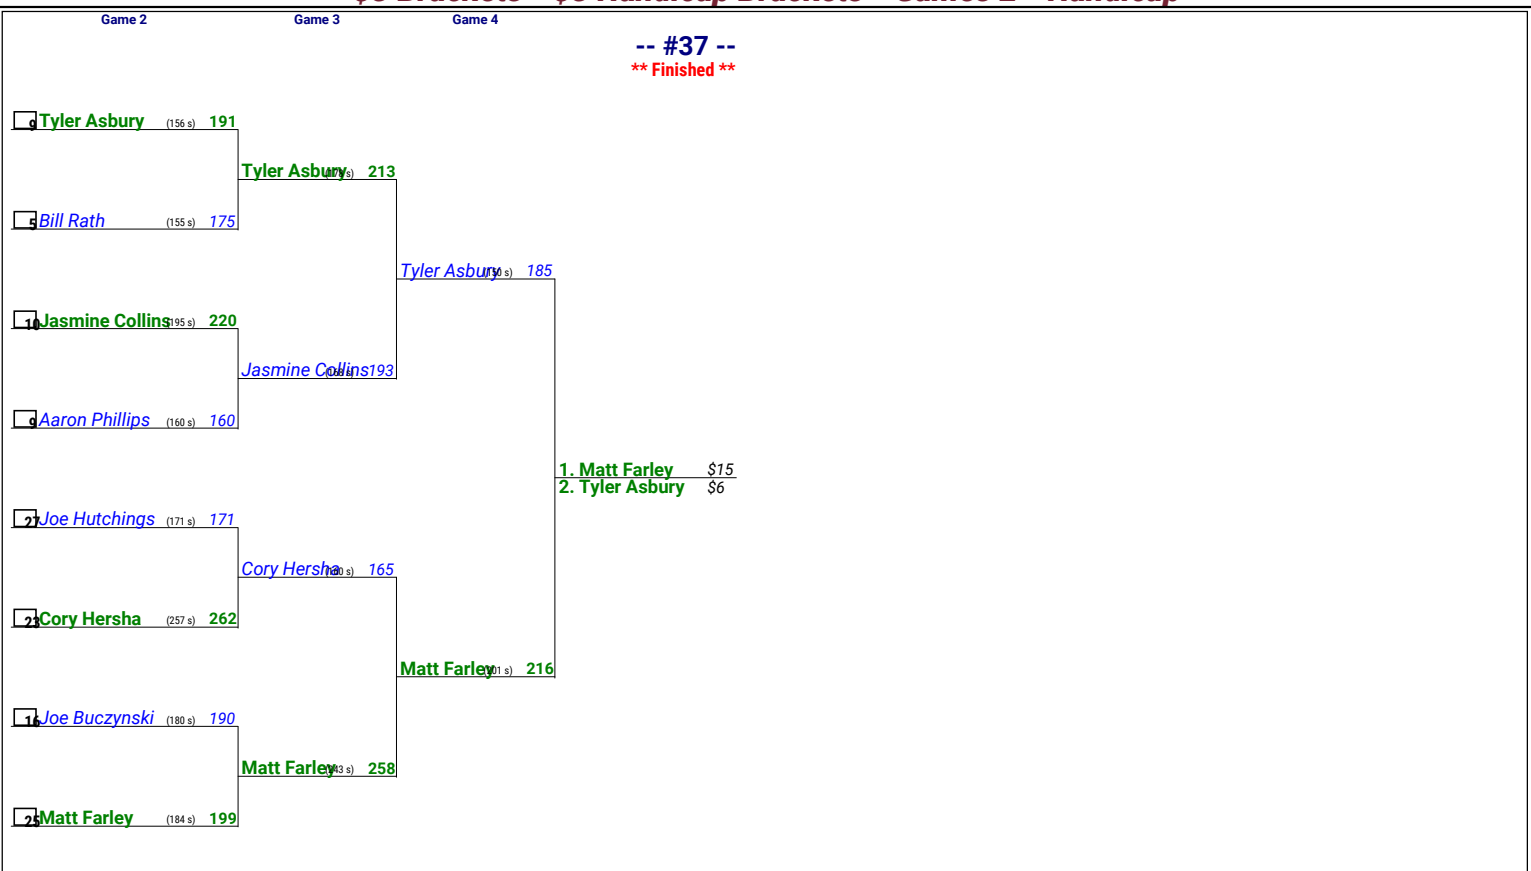 Game 2 Game 3 Game 4
-- #37 --
** Finished **
9 Tyler Asbury (156 s) 191
Tyler Asbury 213
5 Bill Rath (155 s) 175
Tyler Asbury 185
10 Jasmine Collins (195 s) 220
Jasmine Collins 193
9 Aaron Phillips (160 s) 160
1. Matt Farley $15
2. Tyler Asbury $6
27 Joe Hutchings (171 s) 171
Cory Hersha 165
23 Cory Hersha (257 s) 262
Matt Farley (201 s) 216
16 Joe Buczynski (180 s) 190
Matt Farley (243 s) 258
25 Matt Farley (184 s) 199